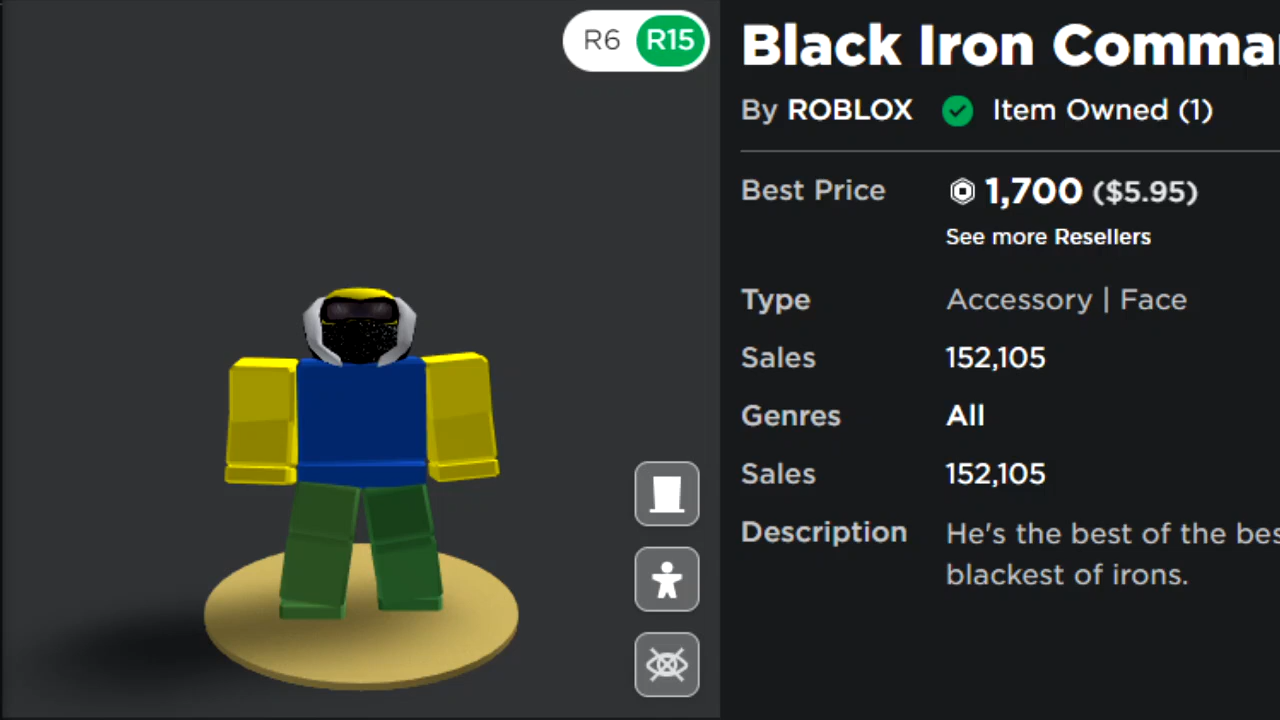 R6 R15
Black Iron Comma
By ROBLOX Item Owned (1)
Best Price 1,700 ($5.95)
See more Resellers
Type Accessory | Face
Sales 152,105
Genres All
Sales 152,105
Description He's the best of the bes
blackest of irons.